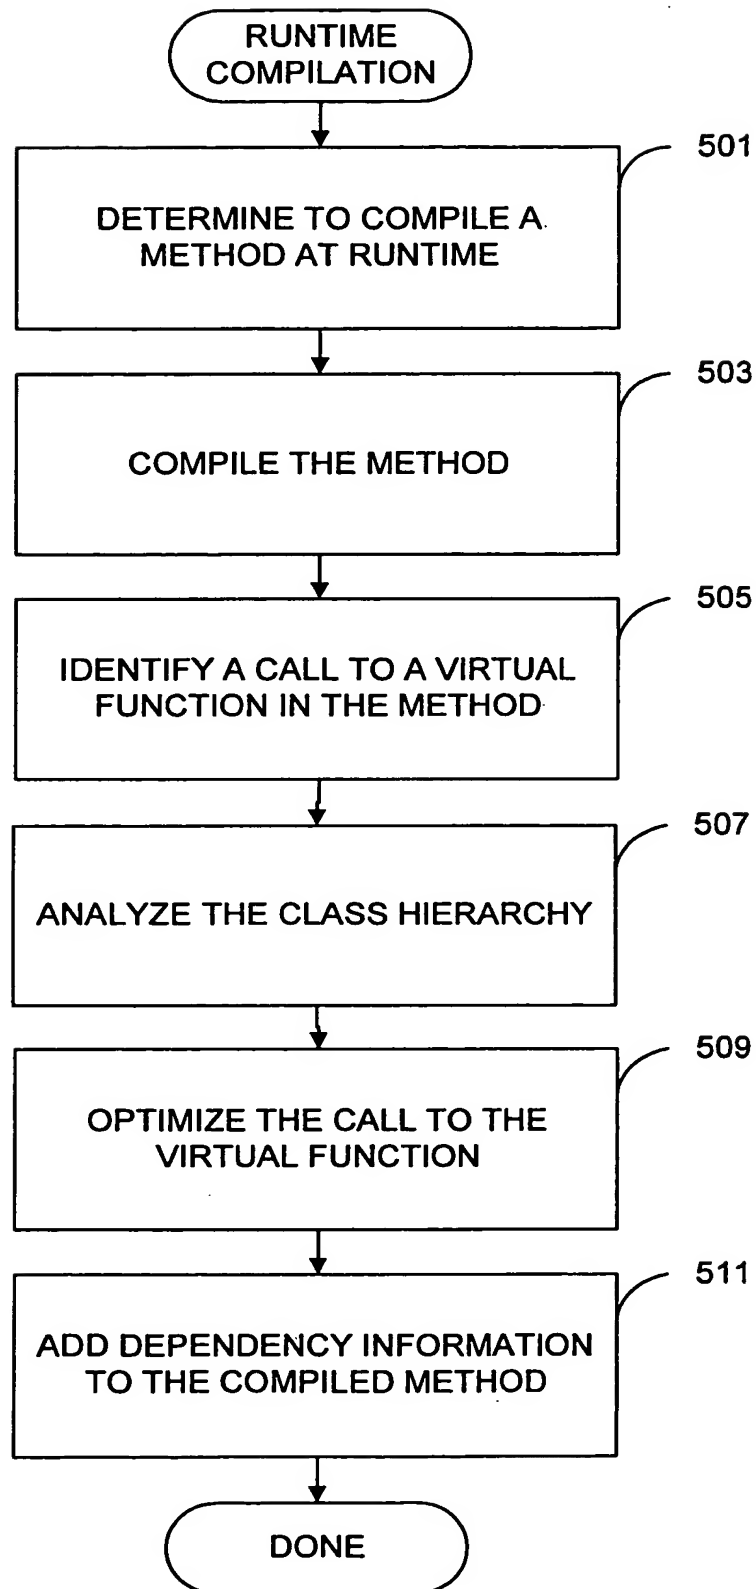 RUNTIME
COMPILATION
501
DETERMINE TO COMPILE A
METHOD AT RUNTIME
503
COMPILE THE METHOD
505
IDENTIFY A CALL TO A VIRTUAL
FUNCTION IN THE METHOD
507
ANALYZE THE CLASS HIERARCHY
509
OPTIMIZE THE CALL TO THE
VIRTUAL FUNCTION
511
ADD DEPENDENCY INFORMATION
TO THE COMPILED METHOD
DONE